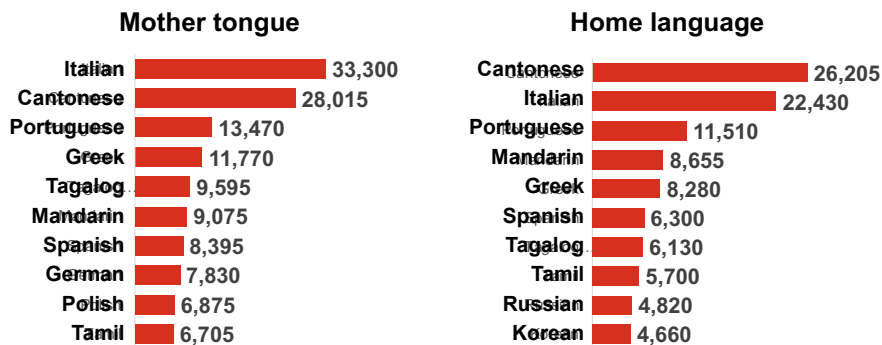 Mother tongue
Italian 33,300
Cantonese 28,015
Portuguese 13,470
Greek 11,770
Tagalog 9,595
Mandarin 9,075
Spanish 8,395
German 7,830
Polish 6,875
Tamil 6,705
Home language
Cantonese 26,205
Italian 22,430
Portuguese 11,510
Mandarin 8,655
Greek 8,280
Spanish 6,300
Tagalog 6,130
Tamil 5,700
Russian 4,820
Korean 4,660